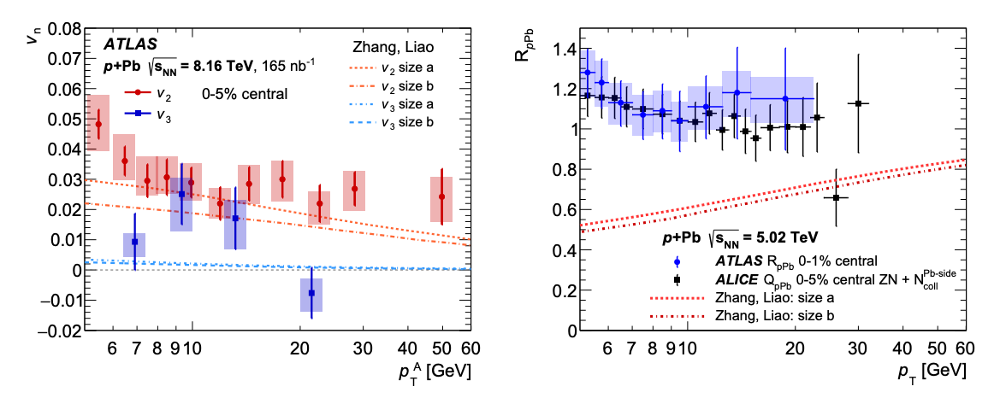 0.08
0.08
0.06
0.05
0.04
0.03
0.02
0.01
0
−0.01
−0.02
vn
ATLAS
p+Pb √sNN = 8.16 TeV, 165 nb-1
v2 0-5% central
v3
Zhang, Liao
v2 size a
v2 size b
v3 size a
v3 size b
6 7 8 9 10 20 30 40 50 60
pTA [GeV]
RpPb
1.4
1.2
1
0.8
0.6
0.4
0.2
0
p+Pb √sNN = 5.02 TeV
ATLAS RpPb 0-1% central
ALICE QpPb 0-5% central ZN + NcollPb-side
Zhang, Liao: size a
Zhang, Liao: size b
6 7 8 9 10 20 30 40 50 60
pT [GeV]